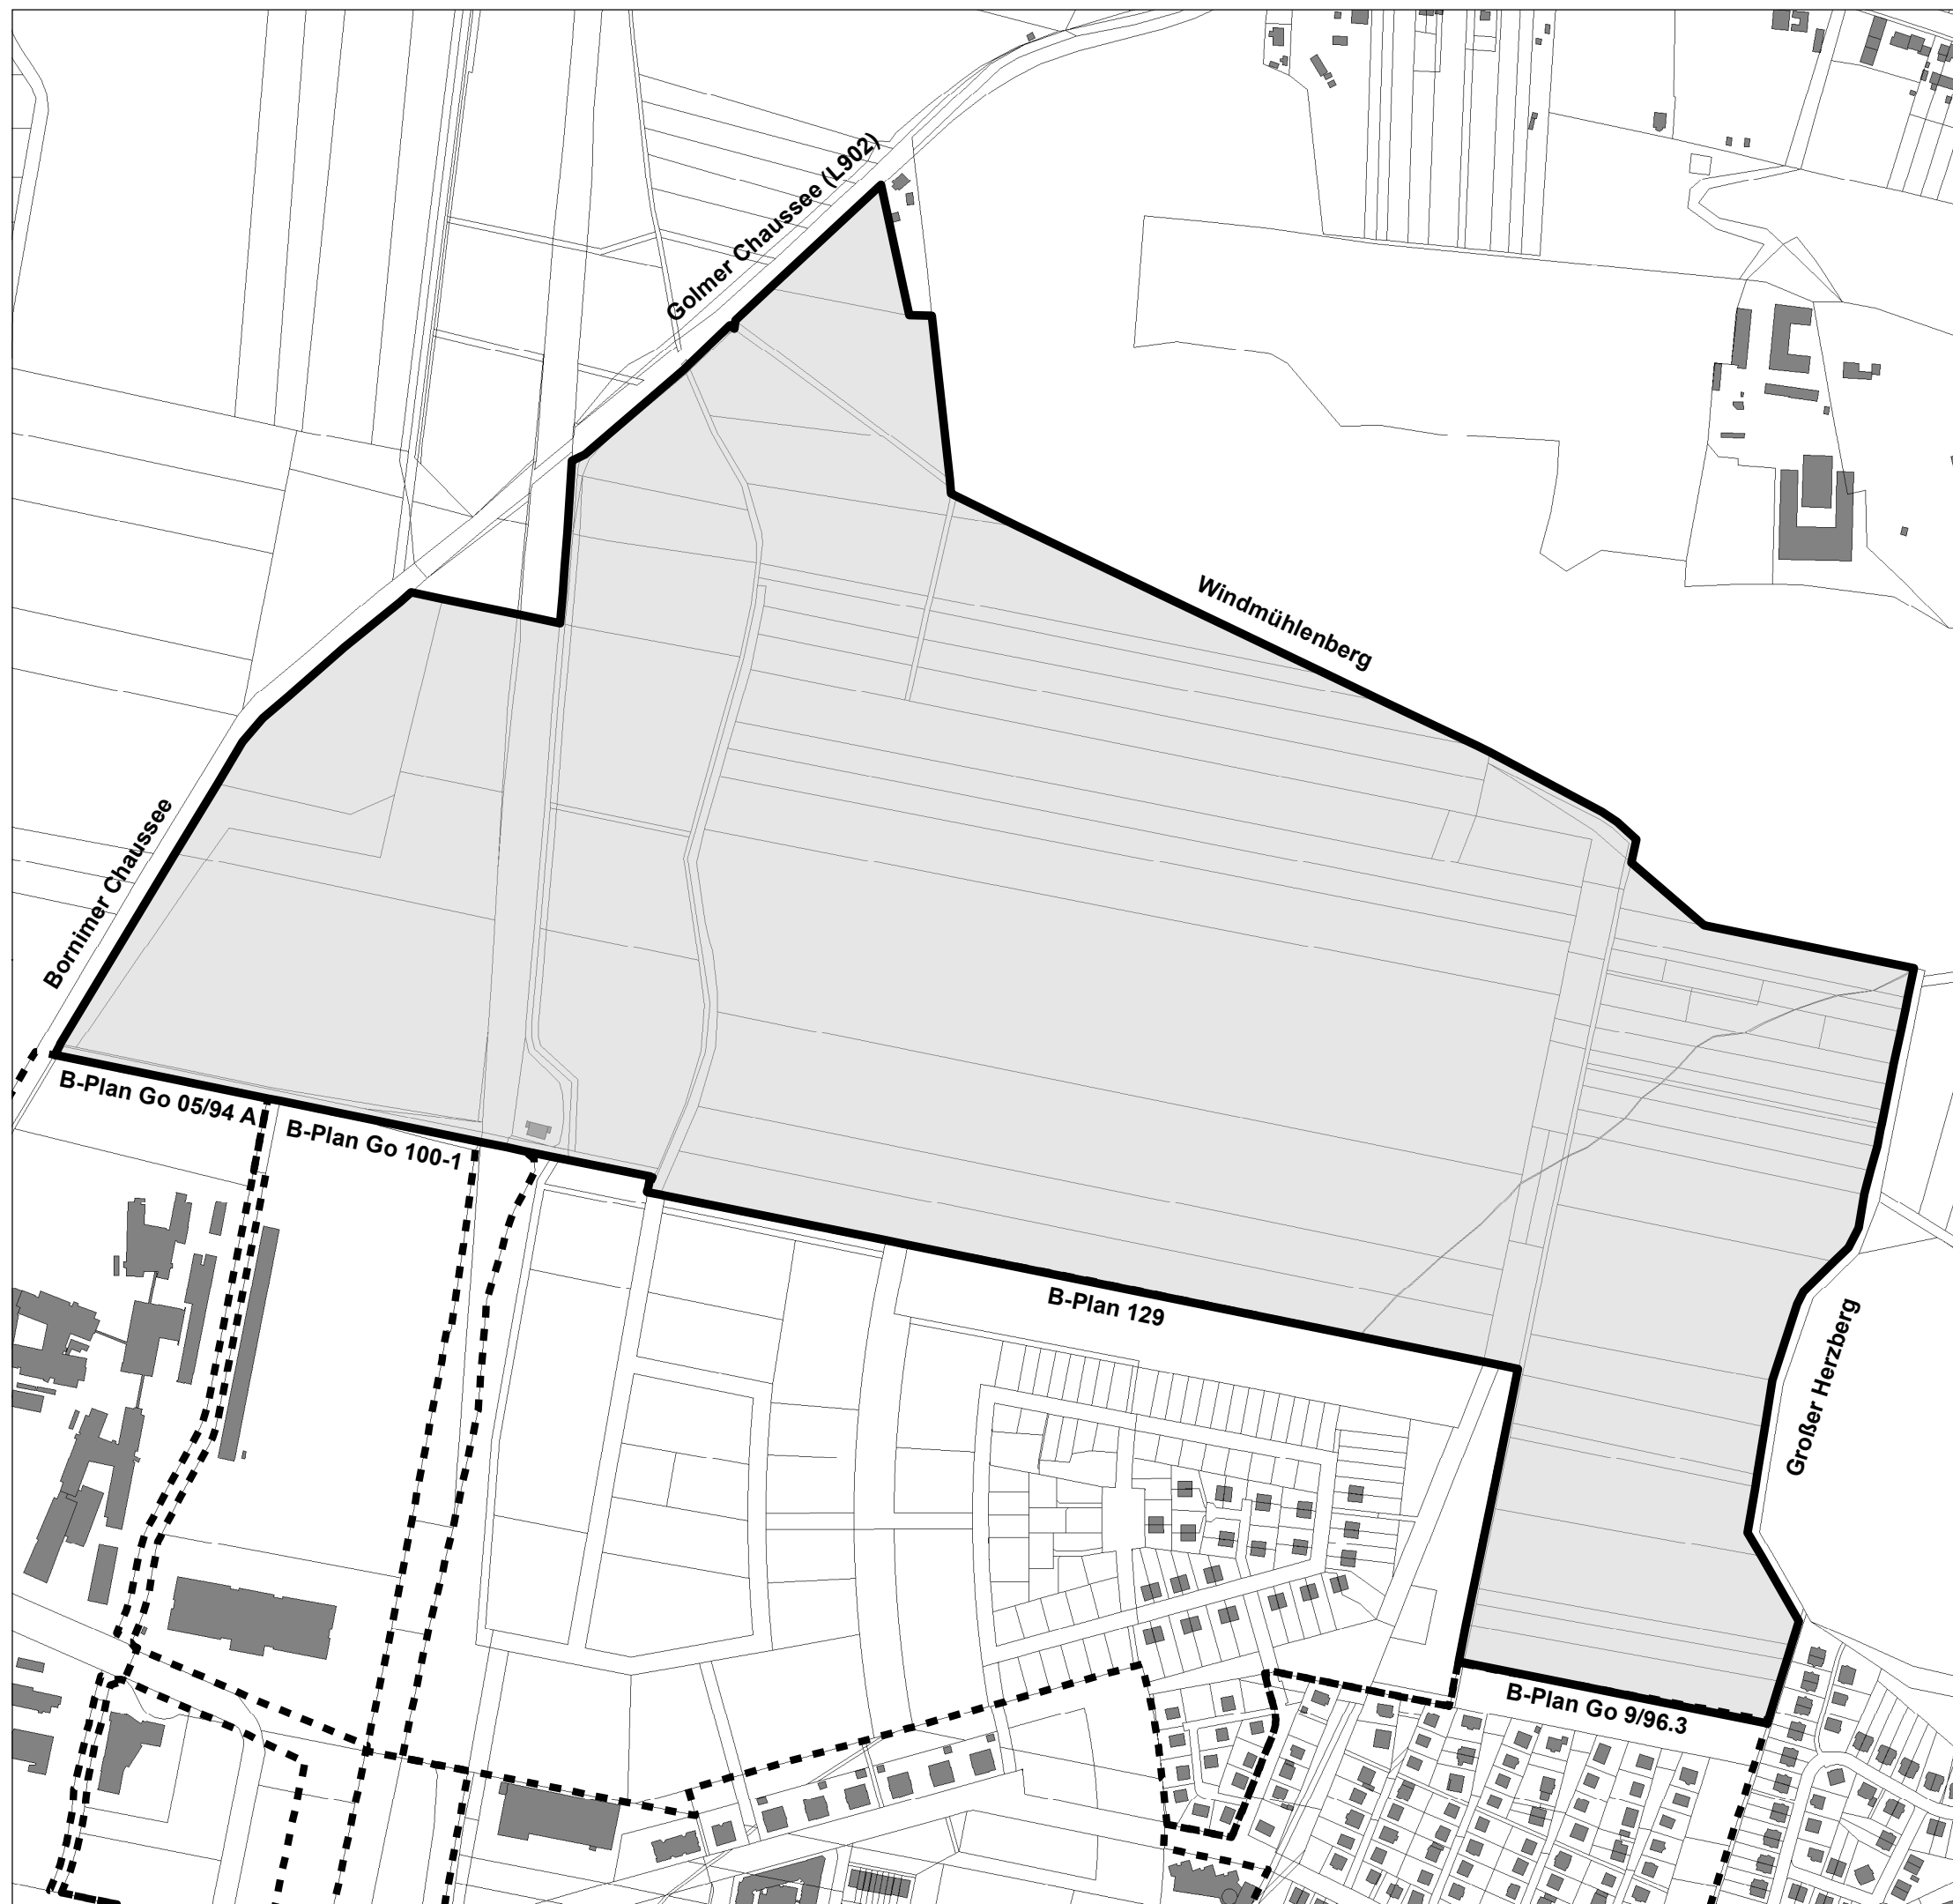 Golmer Chaussee (L902)
Windmühlenberg
Bornimer Chaussee
B-Plan Go 05/94 A
B-Plan Go 100-1
B-Plan 129
Großer Herzberg
B-Plan Go 9/96.3